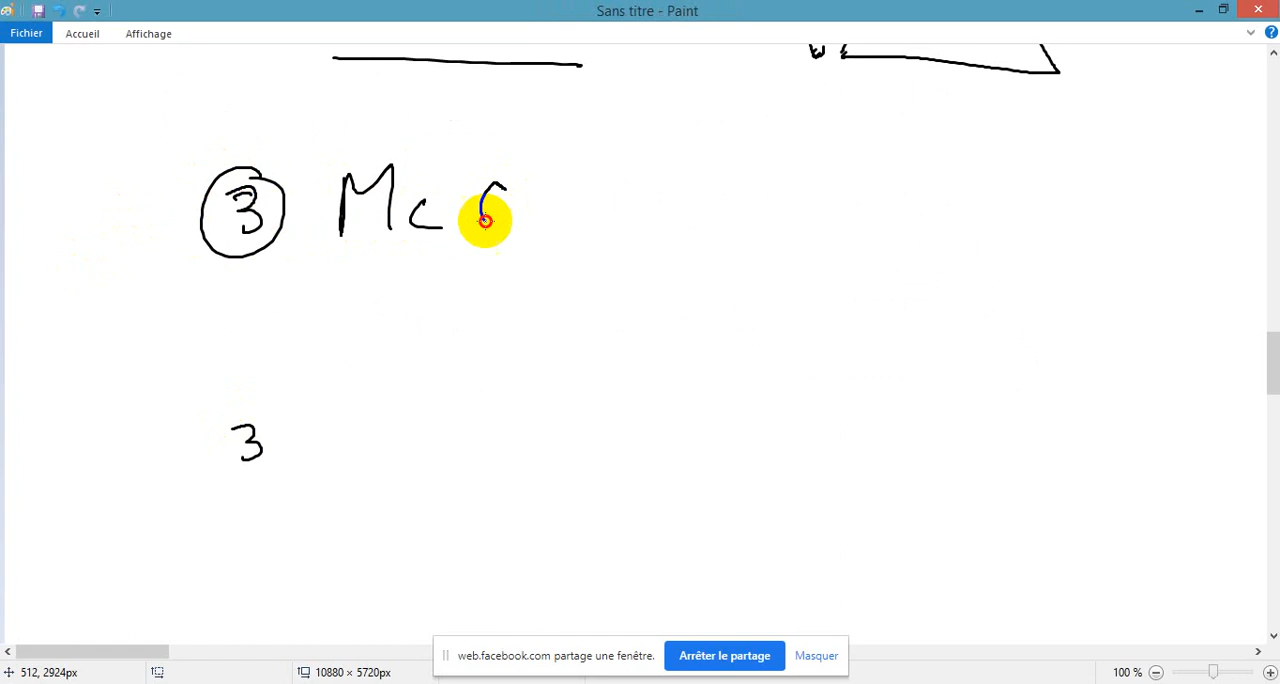 Sans titre - Paint
Fichier Accueil Affichage
3 Mc
3
web.facebook.com partage une fenêtre. Arrêter le partage Masquer
512, 2924px 10880 × 5720px 100 %